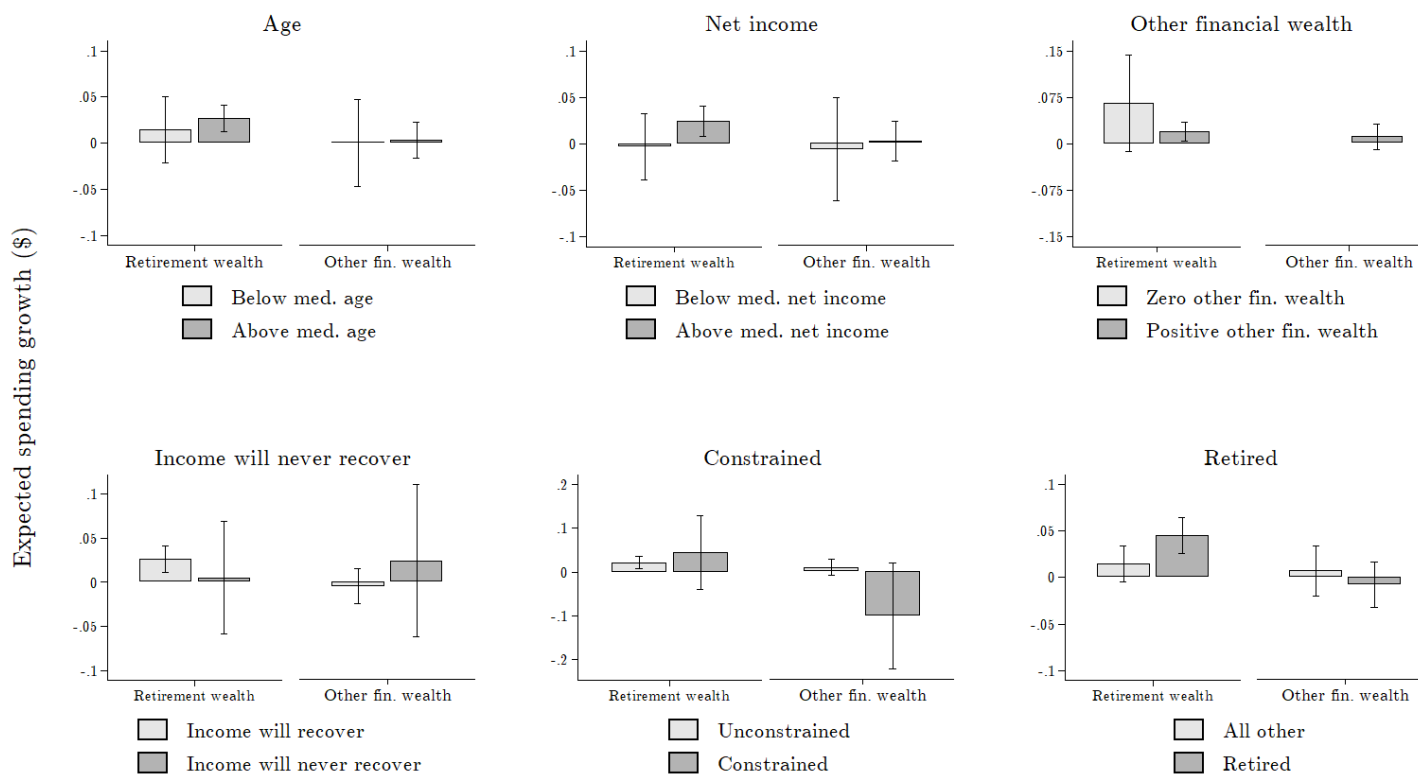 Expected spending growth ($)
Age
.1
.05
0
-.05
-.1
Retirement wealth
Other fin. wealth
Below med. age
Above med. age
Net income
.1
.05
0
-.05
-.1
Retirement wealth
Other fin. wealth
Below med. net income
Above med. net income
Other financial wealth
.15
.075
0
-.075
-.15
Retirement wealth
Other fin. wealth
Zero other fin. wealth
Positive other fin. wealth
Income will never recover
.1
.05
0
-.05
-.1
Retirement wealth
Other fin. wealth
Income will recover
Income will never recover
Constrained
.2
.1
0
-.1
-.2
Retirement wealth
Other fin. wealth
Unconstrained
Constrained
Retired
.1
.05
0
-.05
-.1
Retirement wealth
Other fin. wealth
All other
Retired